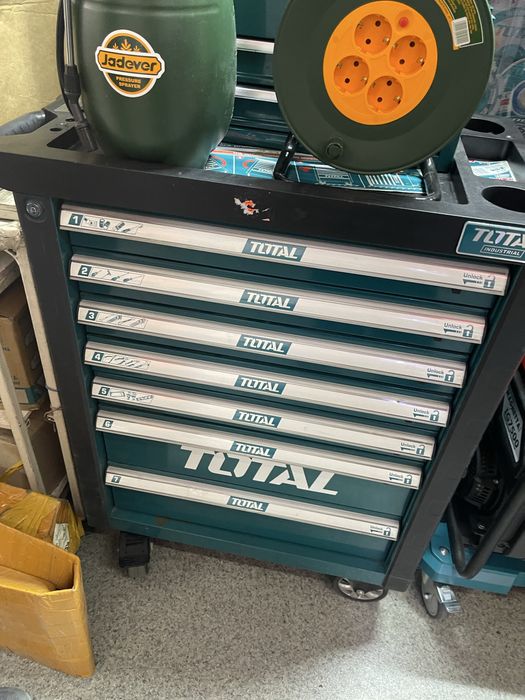 Jadever
PRESSURE
SPRAYER
TOTA
INDUSTRIAL
1
TOTAL
Unlock
2
TOTAL
Unlock
3
TOTAL
Unlock
4
TOTAL
Unlock
5
TOTAL
Unlock
6
TOTAL
Unlock
TOTAL
7
TOTAL
Unlock